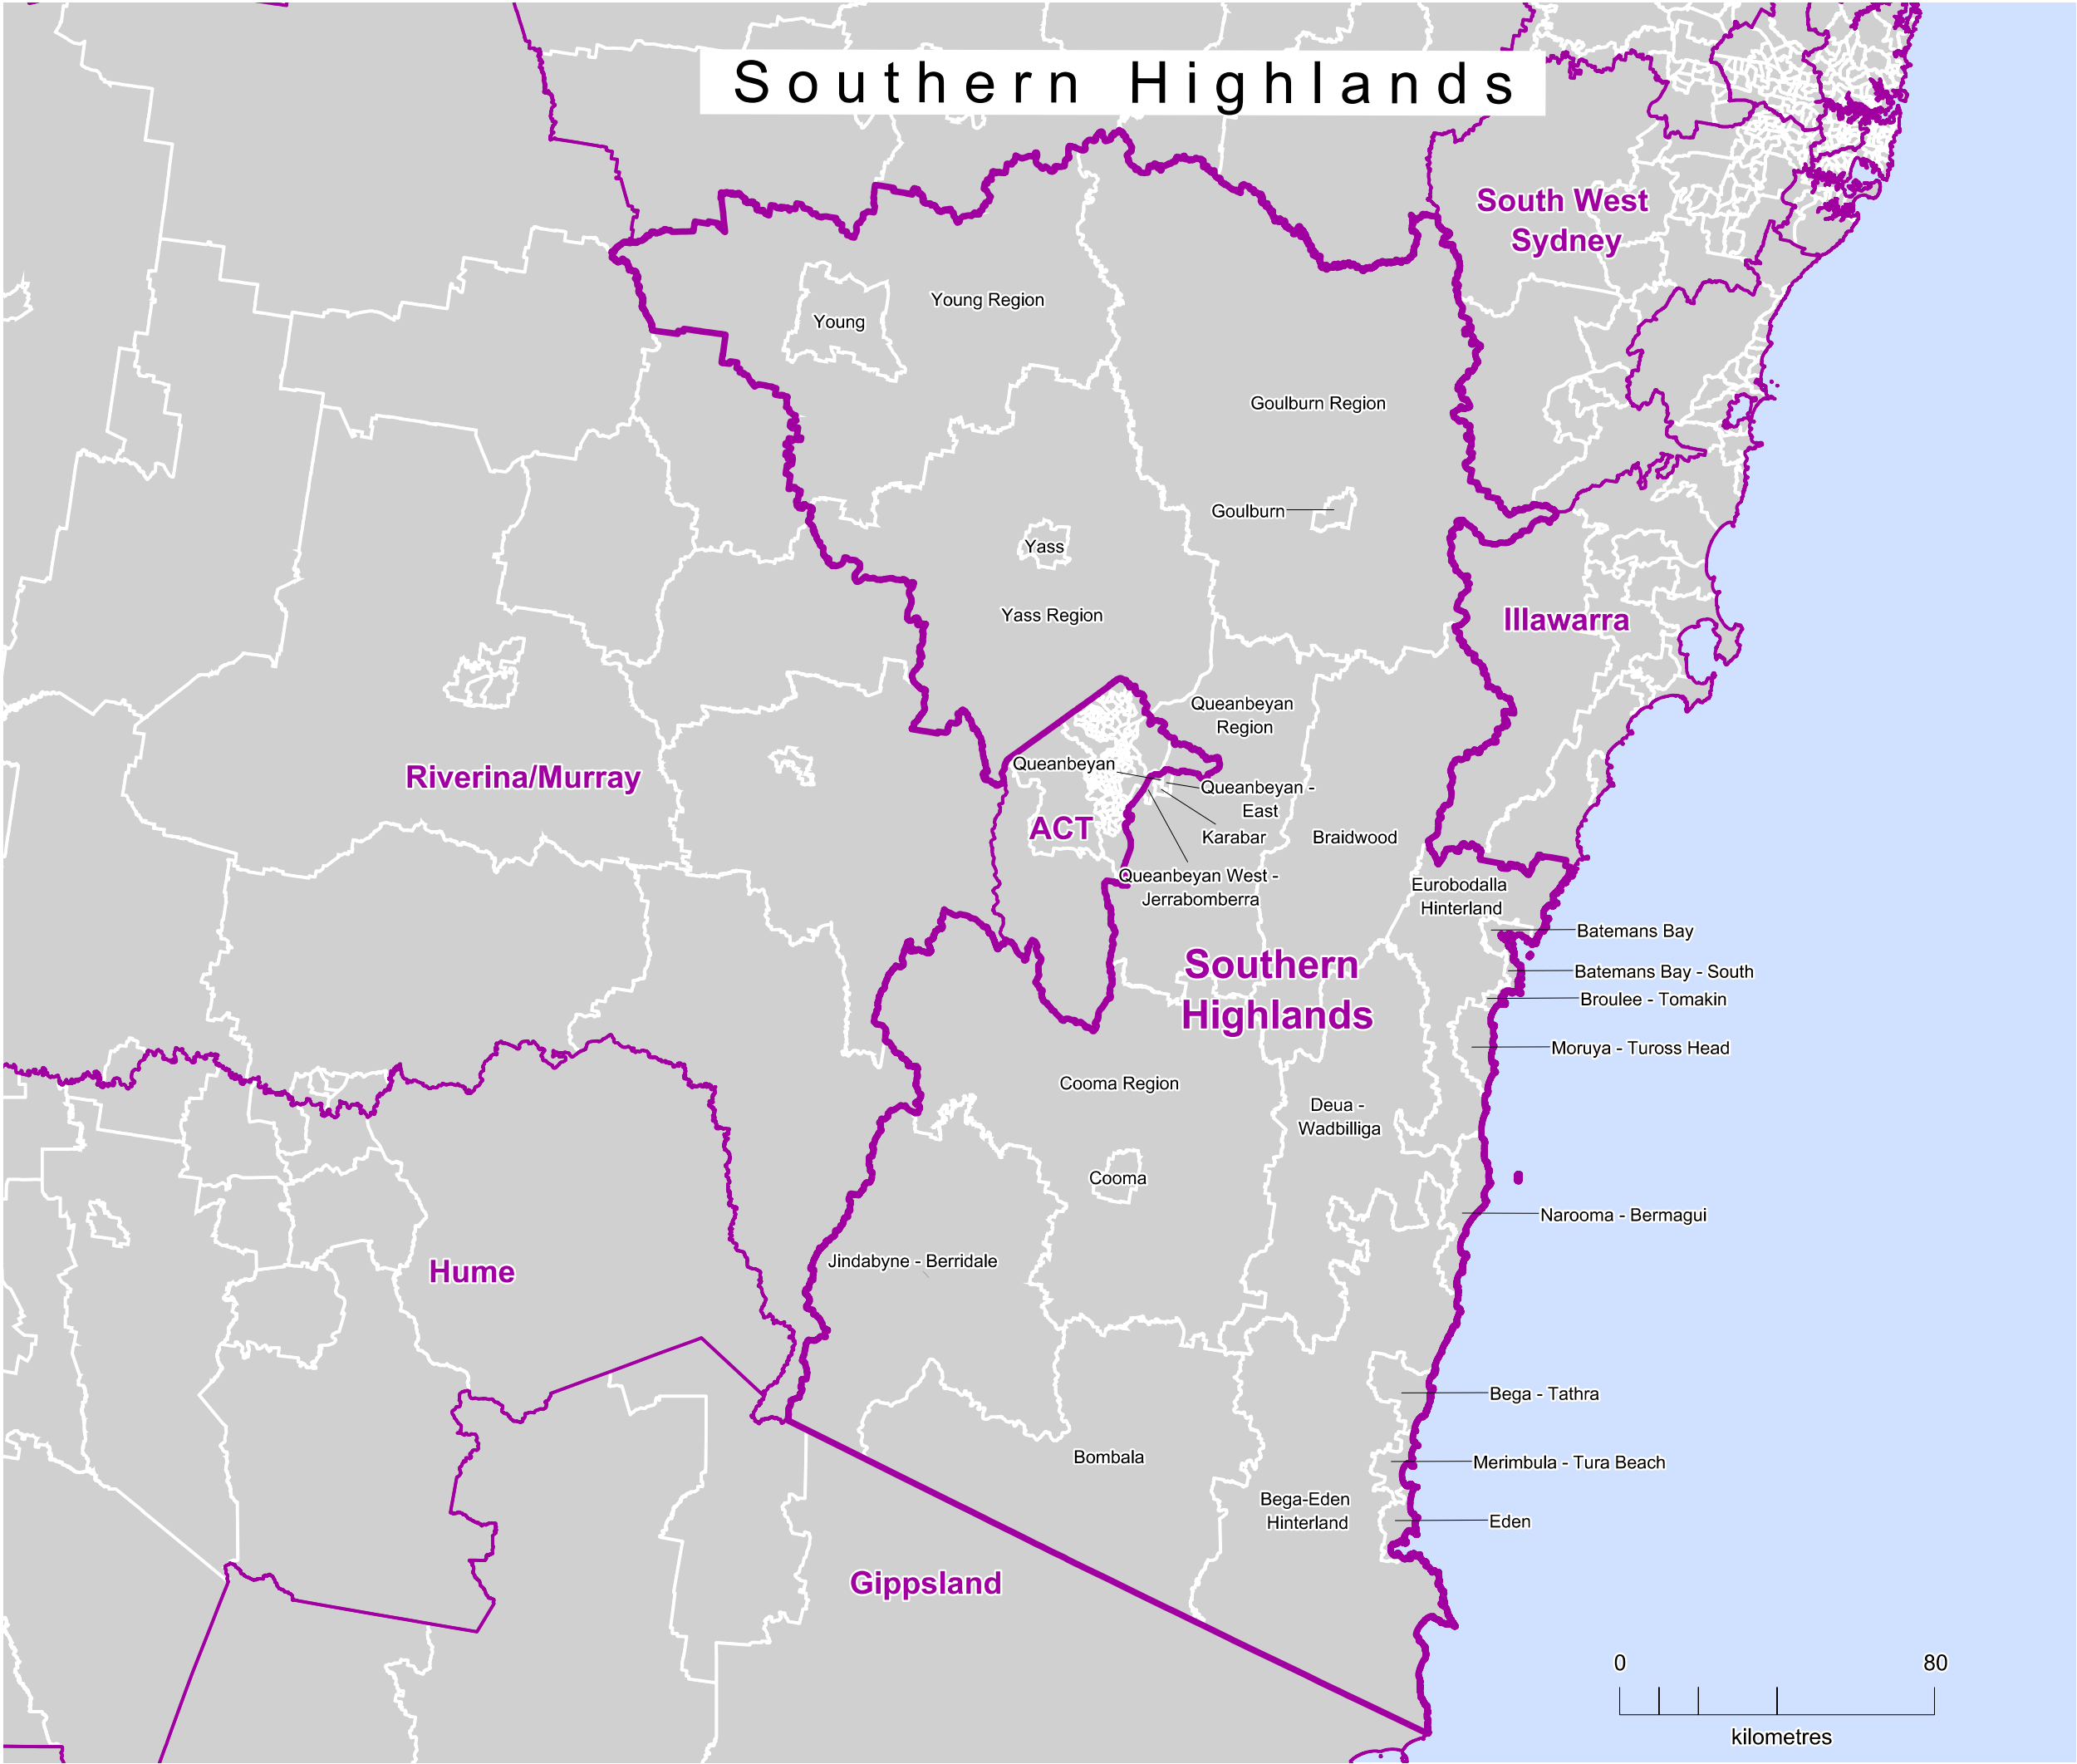 Southern Highlands
South West
Sydney
Young Region
Young
Goulburn Region
Goulburn
Yass
Yass Region
Illawarra
Queanbeyan
Region
Riverina/Murray
Queanbeyan
Queanbeyan -
East
ACT
Karabar
Braidwood
Queanbeyan West -
Jerrabomberra
Eurobodalla
Hinterland
Batemans Bay
Southern
Highlands
Batemans Bay - South
Broulee - Tomakin
Moruya - Tuross Head
Cooma Region
Deua -
Wadbilliga
Cooma
Narooma - Bermagui
Jindabyne - Berridale
Hume
Bega - Tathra
Bombala
Merimbula - Tura Beach
Bega-Eden
Hinterland
Eden
Gippsland
0 80
kilometres